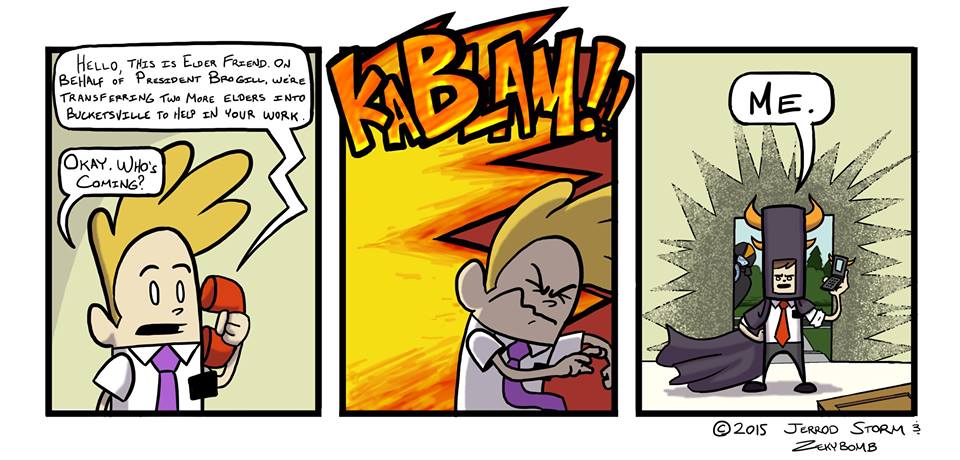 Hello, this is Elder Friend. On
behalf of President Brogill, we're
transferring two more elders into
Bucketsville to help in your work.
Okay. Who's
coming?
KABLAM!!!
Me.
© 2015 Jerrod Storm &
Zekybomb